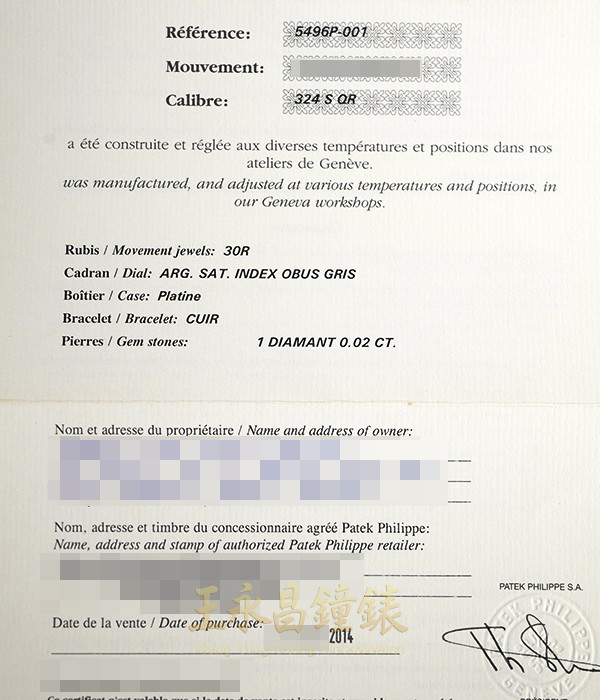 Référence: 5496P-001
Mouvement:
Calibre: 324 S QR
a été construite et réglée aux diverses températures et positions dans nos
ateliers de Genève.
was manufactured, and adjusted at various temperatures and positions, in
our Geneva workshops.
Rubis / Movement jewels: 30R
Cadran / Dial: ARG. SAT. INDEX OBUS GRIS
Boîtier / Case: Platine
Bracelet / Bracelet: CUIR
Pierres / Gem stones: 1 DIAMANT 0.02 CT.
Nom et adresse du propriétaire / Name and address of owner:
Nom, adresse et timbre du concessionnaire agréé Patek Philippe:
Name, address and stamp of authorized Patek Philippe retailer:
PATEK PHILIPPE S.A.
王永昌鐘錶
PATEK PHILIPPE
GENEVE
Date de la vente / Date of purchase:
2014